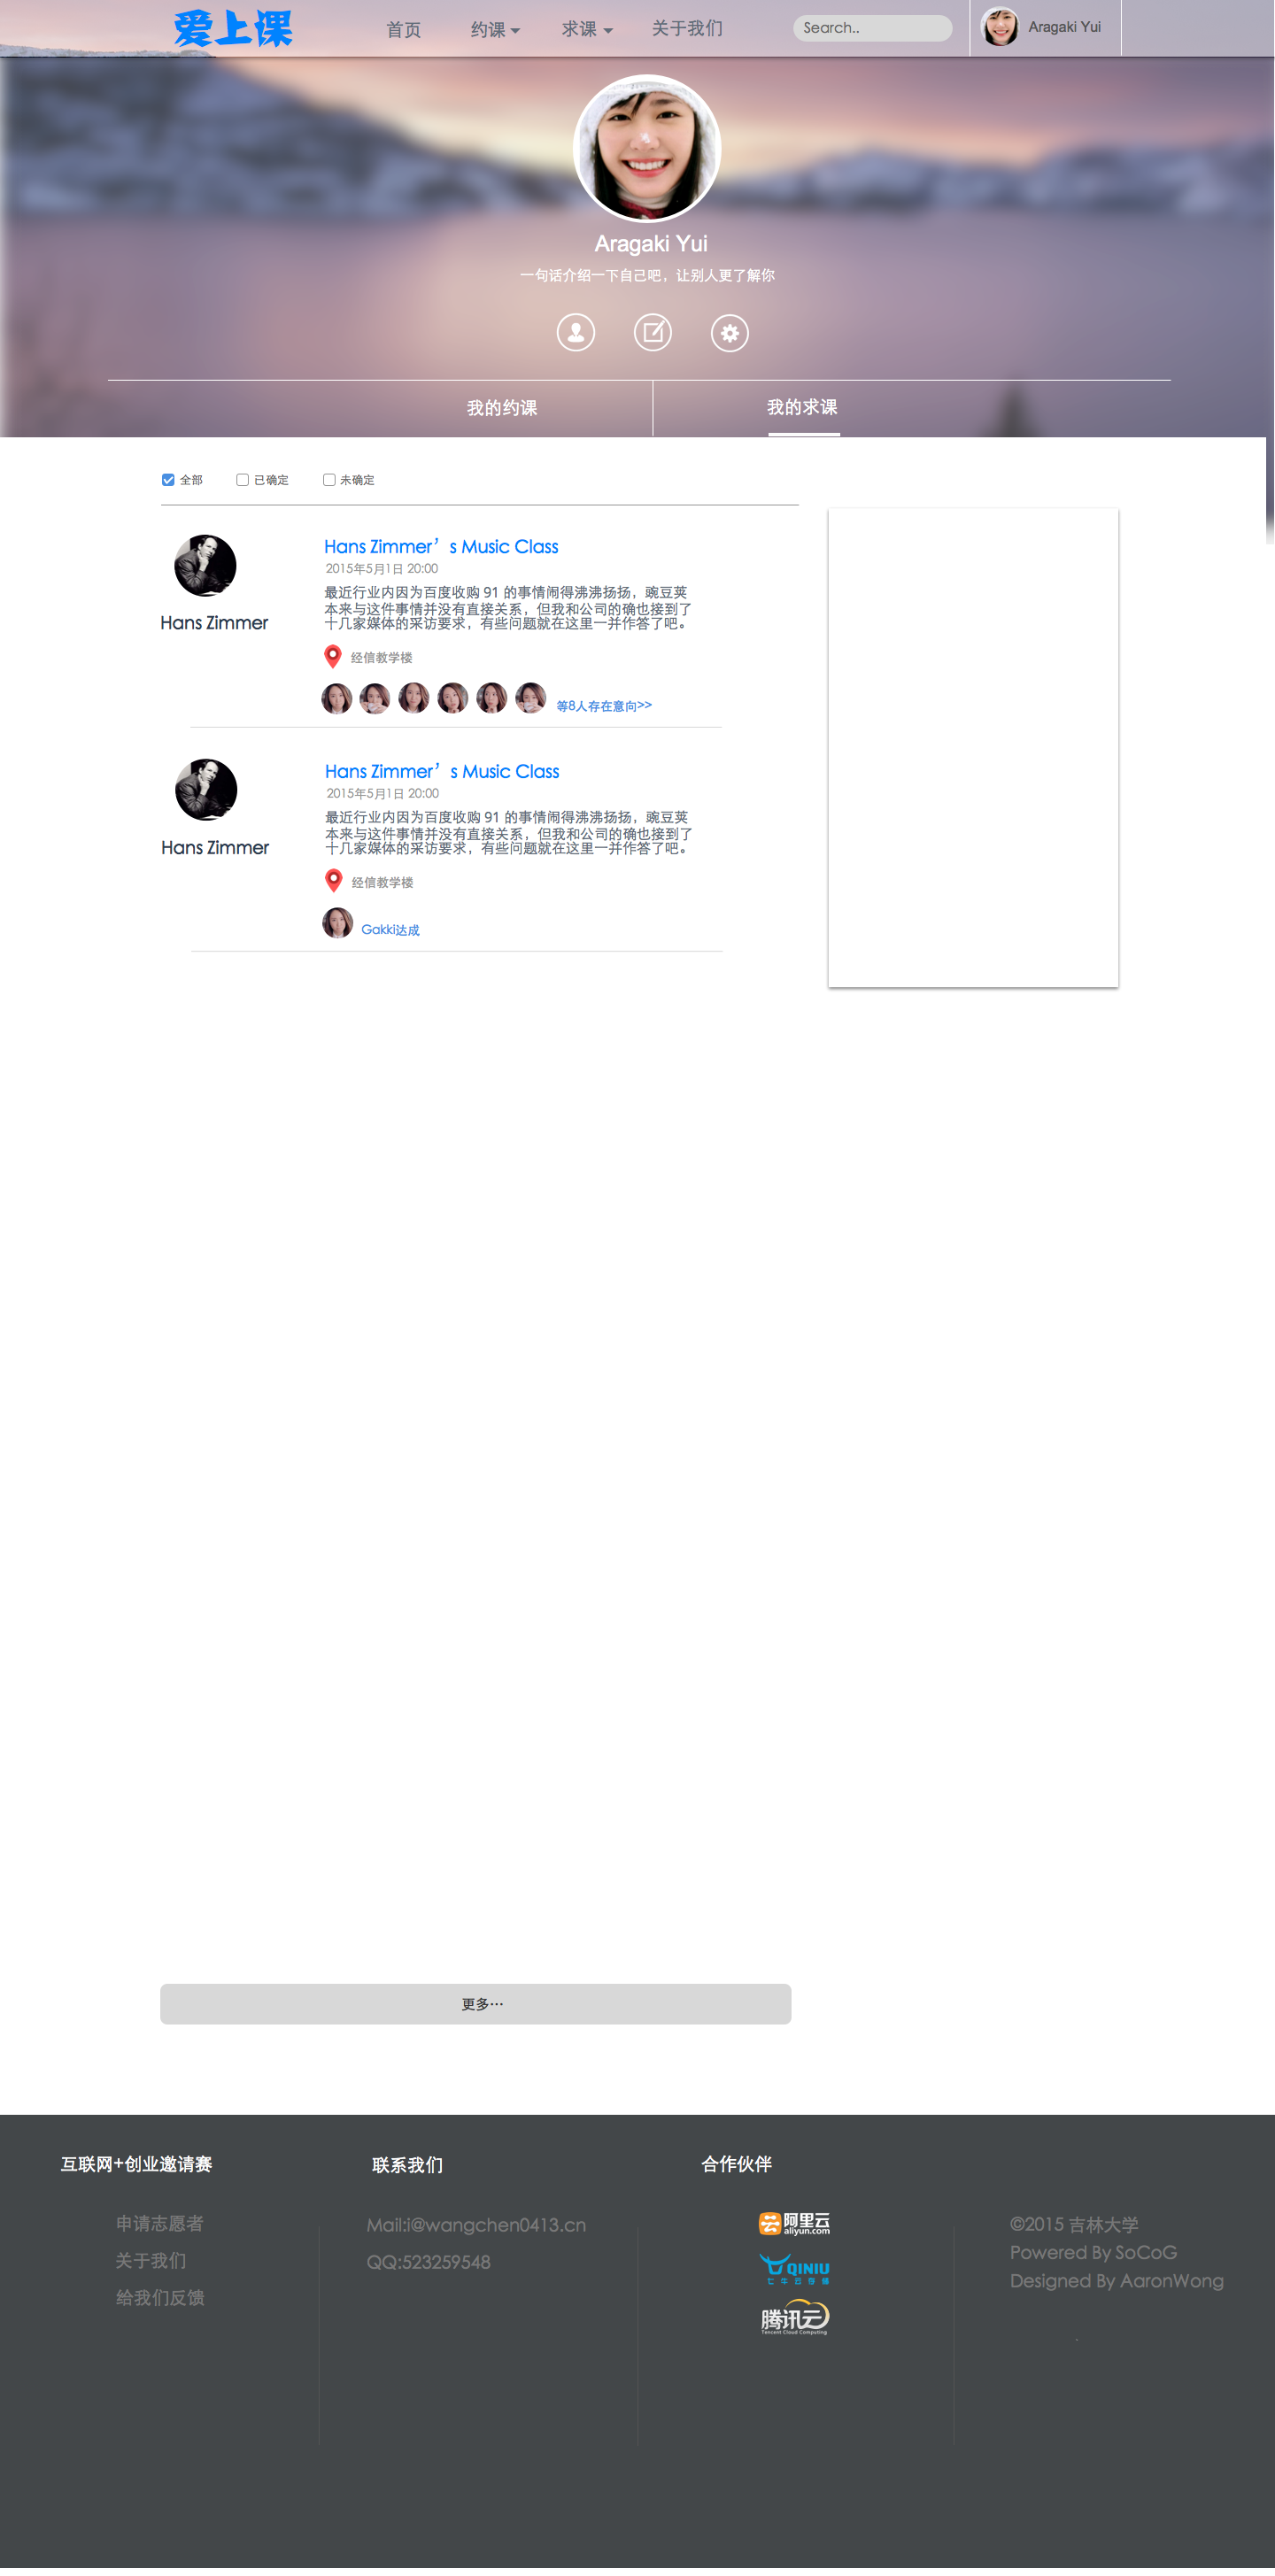 爱上课
首页
约课
求课
关于我们
Search..
Aragaki Yui
Aragaki Yui
一句话介绍一下自己吧，让别人更了解你
我的约课
我的求课
全部
已确定
未确定
Hans Zimmer
Hans Zimmer’s Music Class
2015年5月1日 20:00
最近行业内因为百度收购 91 的事情闹得沸沸扬扬，豌豆荚
本来与这件事情并没有直接关系，但我和公司的确也接到了
十几家媒体的采访要求，有些问题就在这里一并作答了吧。
经信教学楼
等8人存在意向>>
Hans Zimmer
Hans Zimmer’s Music Class
2015年5月1日 20:00
最近行业内因为百度收购 91 的事情闹得沸沸扬扬，豌豆荚
本来与这件事情并没有直接关系，但我和公司的确也接到了
十几家媒体的采访要求，有些问题就在这里一并作答了吧。
经信教学楼
Gakki达成
更多…
互联网+创业邀请赛
申请志愿者
关于我们
给我们反馈
联系我们
Mail:i@wangchen0413.cn
QQ:523259548
合作伙伴
阿里云
aliyun.com
QINIU
七牛云存储
腾讯云
Tencent Cloud Computing
©2015 吉林大学
Powered By SoCoG
Designed By AaronWong